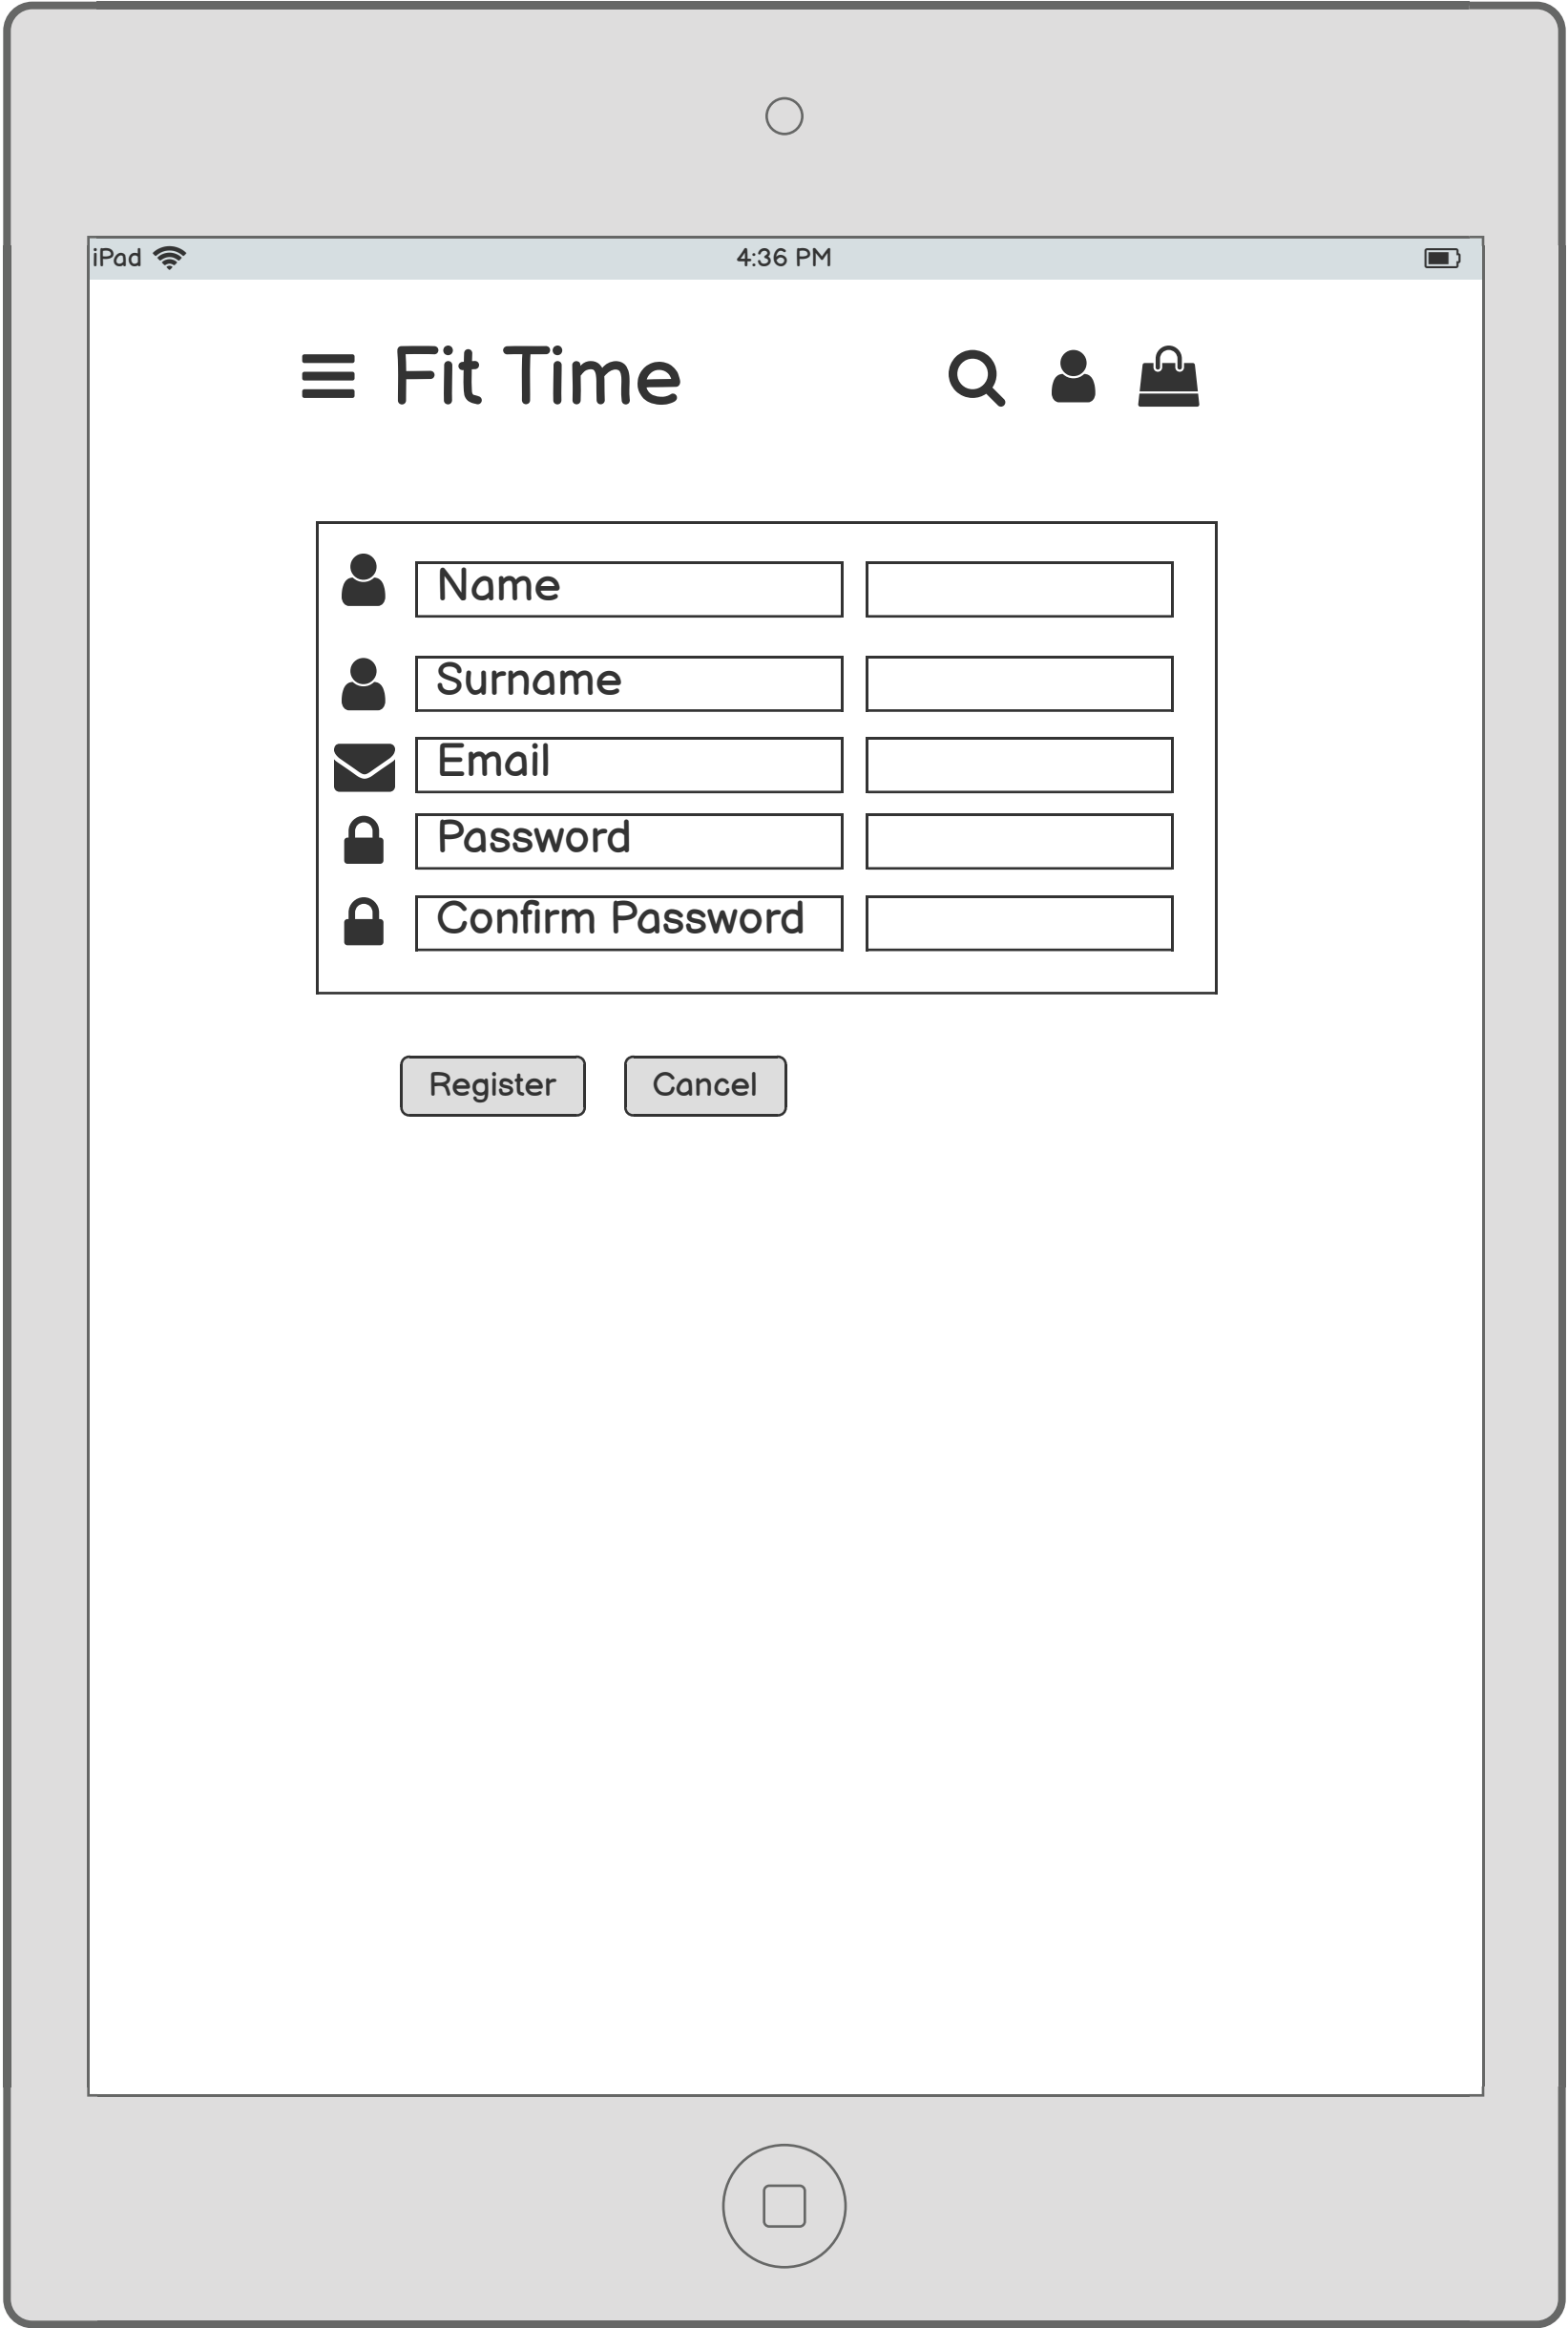 iPad
4:36 PM
Fit Time
Name
Surname
Email
Password
Confirm Password
Register
Cancel